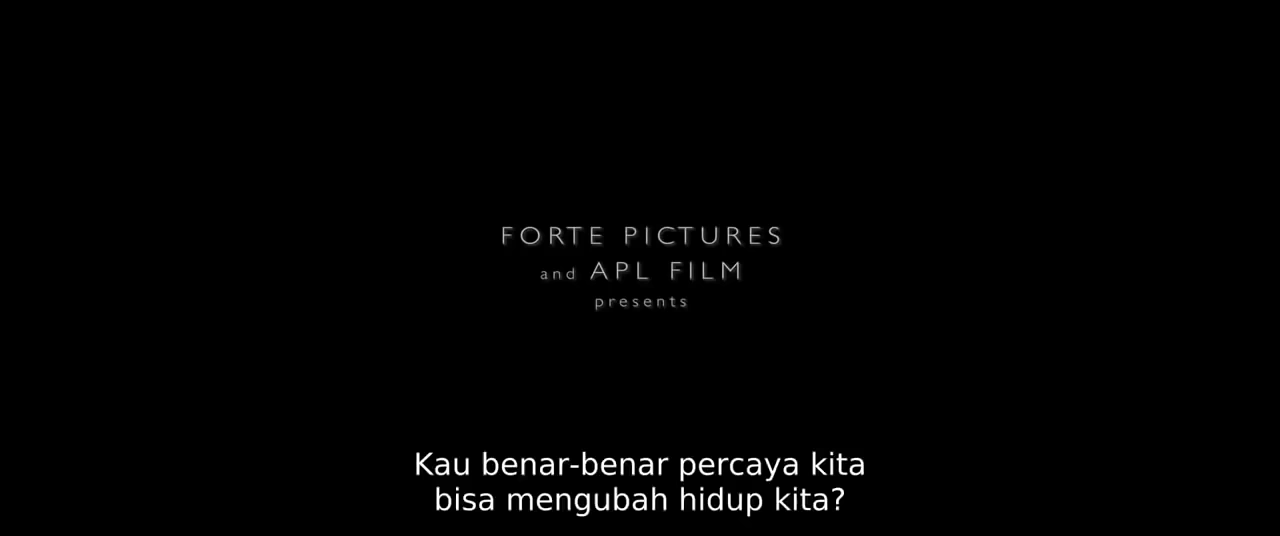 FORTE PICTURES
and APL FILM
presents
Kau benar-benar percaya kita
bisa mengubah hidup kita?